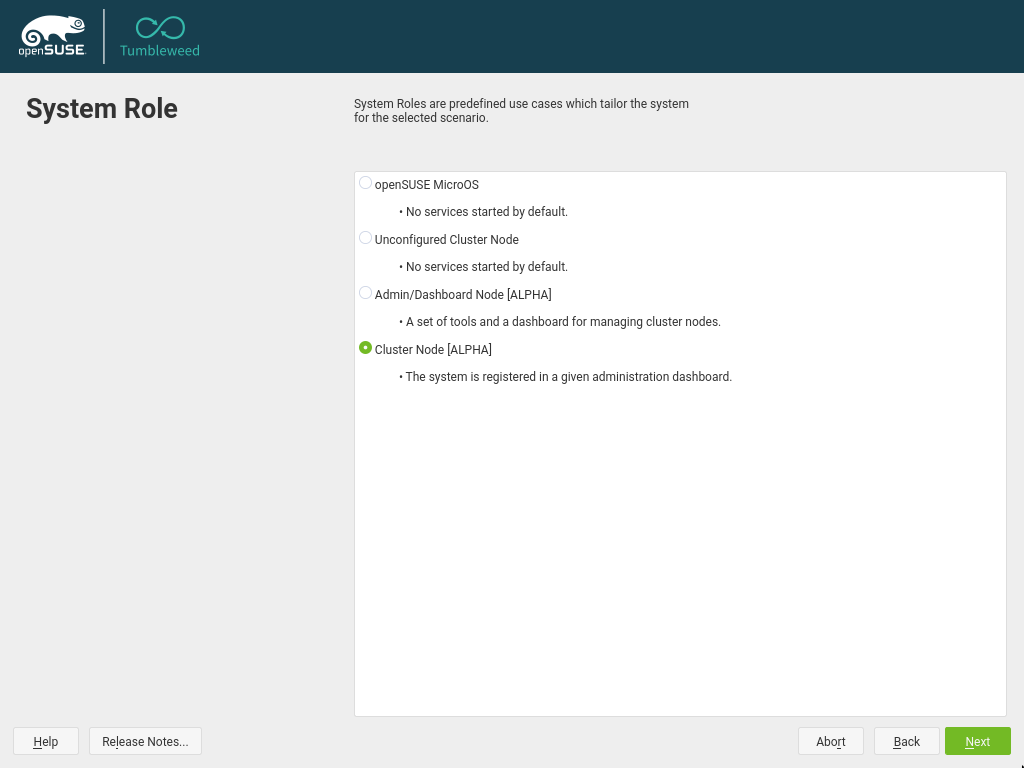 openSUSE
Tumbleweed
System Role
System Roles are predefined use cases which tailor the system
for the selected scenario.
openSUSE MicroOS
• No services started by default.
Unconfigured Cluster Node
• No services started by default.
Admin/Dashboard Node [ALPHA]
• A set of tools and a dashboard for managing cluster nodes.
Cluster Node [ALPHA]
• The system is registered in a given administration dashboard.
Help
Release Notes...
Abort
Back
Next